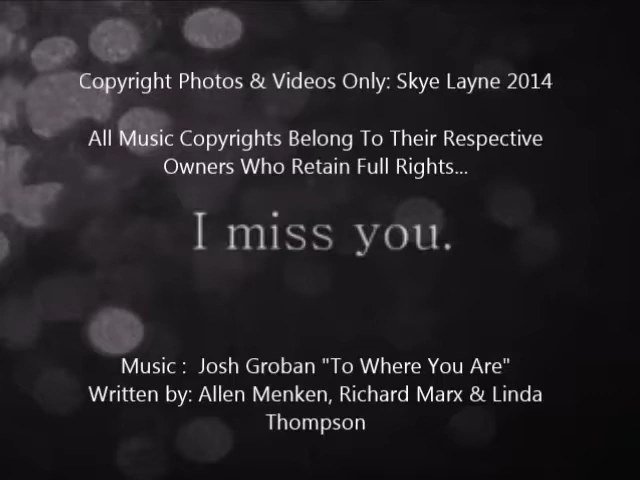 Copyright Photos & Videos Only: Skye Layne 2014
All Music Copyrights Belong To Their Respective
Owners Who Retain Full Rights...
I miss you.
Music :  Josh Groban "To Where You Are"
Written by: Allen Menken, Richard Marx & Linda
Thompson